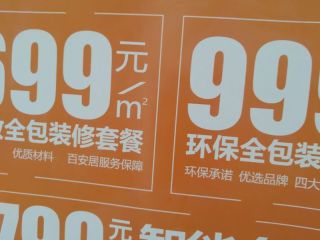 699元/m²
全包装修套餐
优质材料 百安居服务保障
999
环保全包装
环保承诺 优选品牌 四大
799元